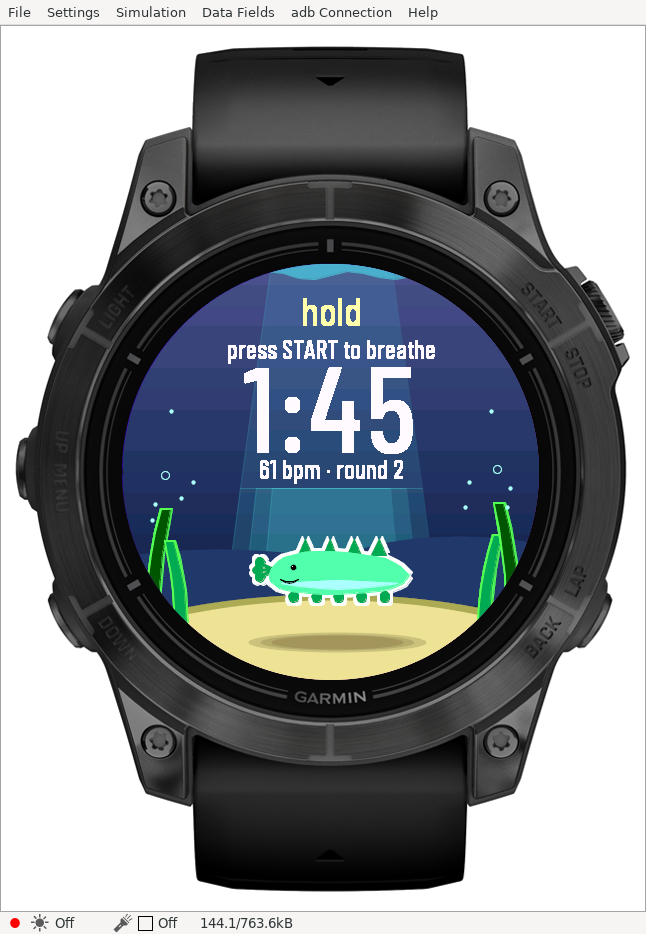 File Settings Simulation Data Fields adb Connection Help
LIGHT
START
STOP
hold
press START to breathe
1:45
61 bpm · round 2
UP MENU
LAP
BACK
DOWN
GARMIN
Off Off 144.1/763.6kB